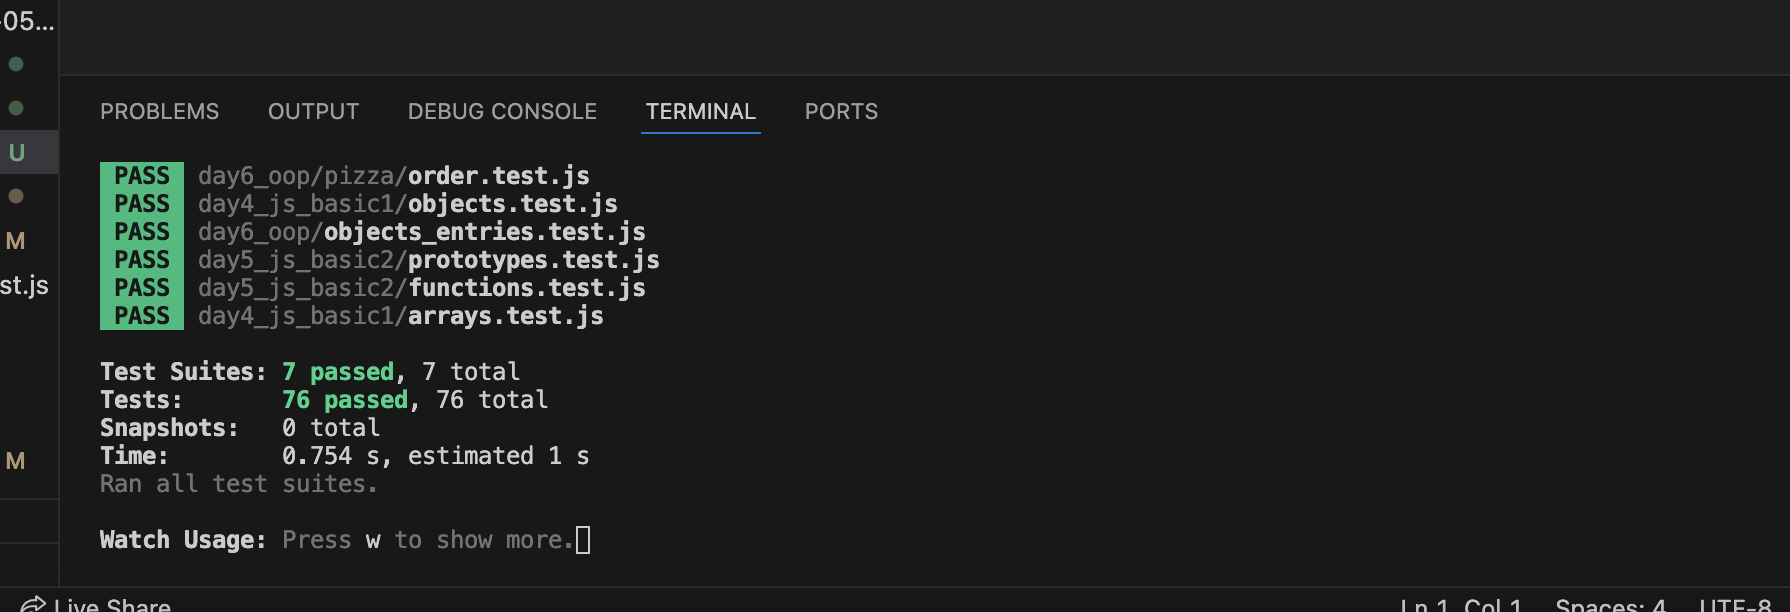 -05...
PROBLEMS OUTPUT DEBUG CONSOLE TERMINAL PORTS
U
M
st.js
M
PASS day6_oop/pizza/order.test.js
PASS day4_js_basic1/objects.test.js
PASS day6_oop/objects_entries.test.js
PASS day5_js_basic2/prototypes.test.js
PASS day5_js_basic2/functions.test.js
PASS day4_js_basic1/arrays.test.js
Test Suites: 7 passed, 7 total
Tests: 76 passed, 76 total
Snapshots: 0 total
Time: 0.754 s, estimated 1 s
Ran all test suites.
Watch Usage: Press w to show more.
Live Share Ln 1, Col 1 Spaces: 4 UTF-8